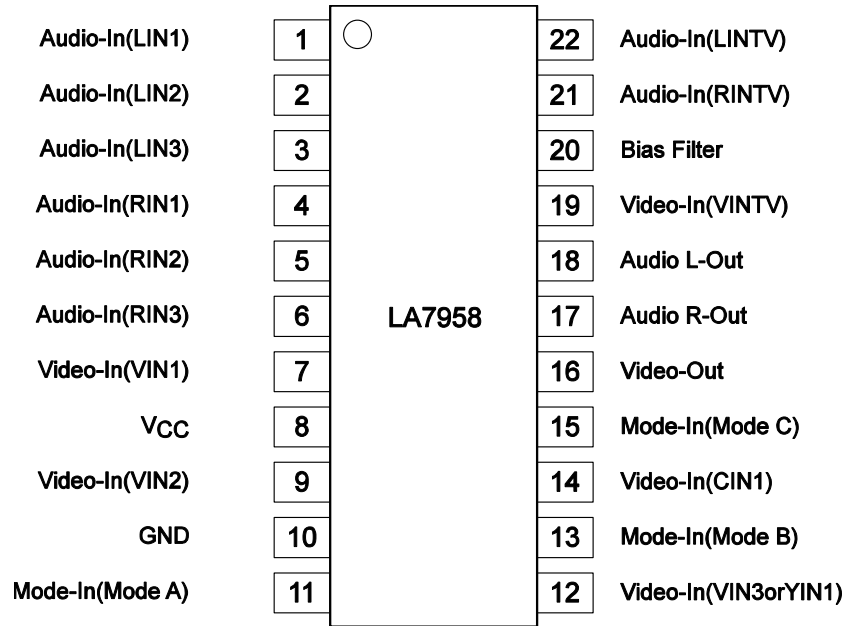 Audio-In(LIN1) 1 22 Audio-In(LINTV)
Audio-In(LIN2) 2 21 Audio-In(RINTV)
Audio-In(LIN3) 3 20 Bias Filter
Audio-In(RIN1) 4 19 Video-In(VINTV)
Audio-In(RIN2) 5 18 Audio L-Out
Audio-In(RIN3) 6 LA7958 17 Audio R-Out
Video-In(VIN1) 7 16 Video-Out
VCC 8 15 Mode-In(Mode C)
Video-In(VIN2) 9 14 Video-In(CIN1)
GND 10 13 Mode-In(Mode B)
Mode-In(Mode A) 11 12 Video-In(VIN3orYIN1)